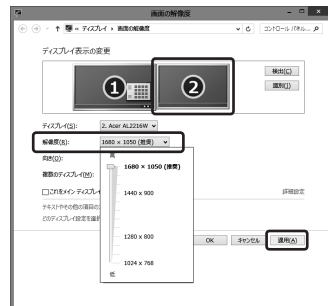 画面の解像度
« ディスプレイ › 画面の解像度
コントロール パネル...
ディスプレイ表示の変更
1
2
検出(C)
識別(I)
ディスプレイ(S):
2. Acer AL2216W
解像度(R):
1680 × 1050 (推奨)
向き(O):
高
1680 × 1050 (推奨)
複数のディスプレイ(M):
1440 x 900
□これをメイン ディスプレイ
詳細設定
テキストやその他の項目の
どのディスプレイ設定を選択
1280 x 800
1024 x 768
低
OK
キャンセル
適用(A)